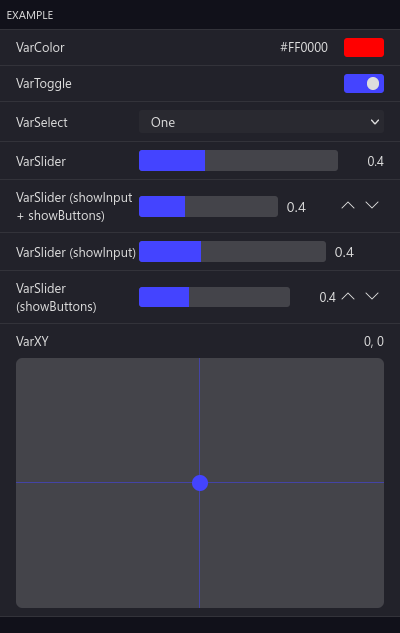 EXAMPLE
VarColor #FF0000
VarToggle
VarSelect One
VarSlider 0.4
VarSlider (showInput
+ showButtons) 0.4
VarSlider (showInput) 0.4
VarSlider
(showButtons) 0.4
VarXY 0, 0